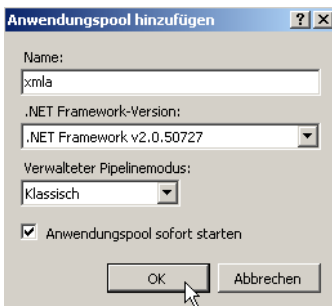 Anwendungspool hinzufügen
Name:
xmla
.NET Framework-Version:
.NET Framework v2.0.50727
Verwalteter Pipelinemodus:
Klassisch
Anwendungspool sofort starten
OK Abbrechen